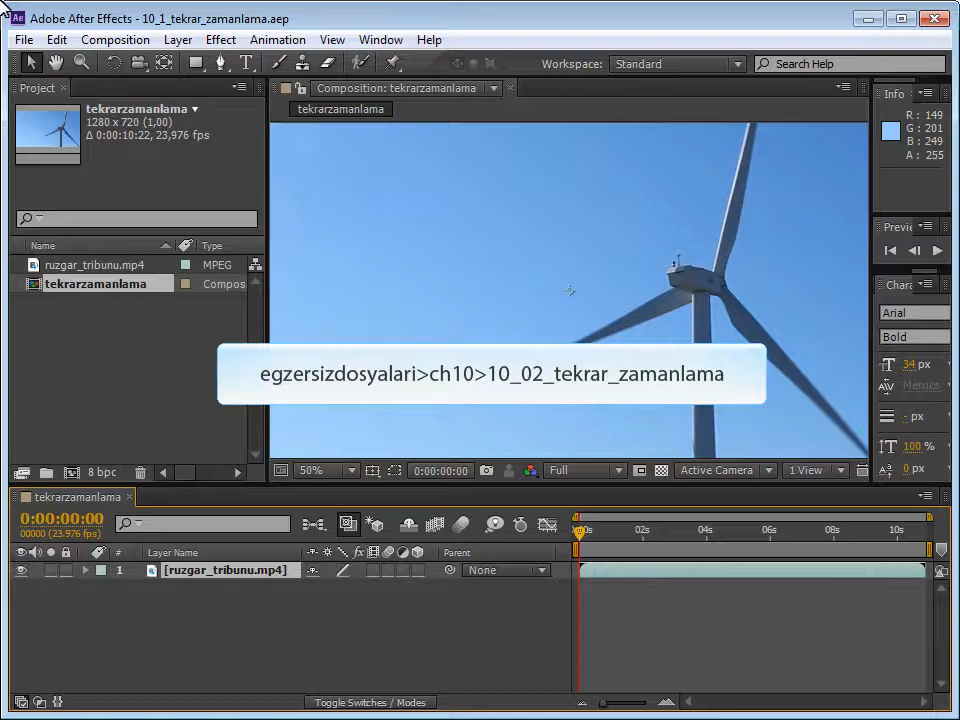 Adobe After Effects - 10_1_tekrar_zamanlama.aep
File Edit Composition Layer Effect Animation View Window Help
Workspace: Standard Search Help
Project
Composition: tekrarzamanlama
Info
tekrarzamanlama
1280 x 720 (1,00)
Δ 0:00:10:22, 23,976 fps
tekrarzamanlama
R : 149
G : 201
B : 249
A : 255
Previe
Name Type
ruzgar_tribunu.mp4 MPEG
tekrarzamanlama Compos
Chara
Arial
Bold
34 px
Metrics
- px
100 %
0 px
egzersizdosyalari>ch10>10_02_tekrar_zamanlama
8 bpc
50% 0:00:00:00 Full Active Camera 1 View
tekrarzamanlama
0:00:00:00
00000 (23.976 fps)
0s 02s 04s 06s 08s 10s
# Layer Name Parent
1 [ruzgar_tribunu.mp4] None
Toggle Switches / Modes